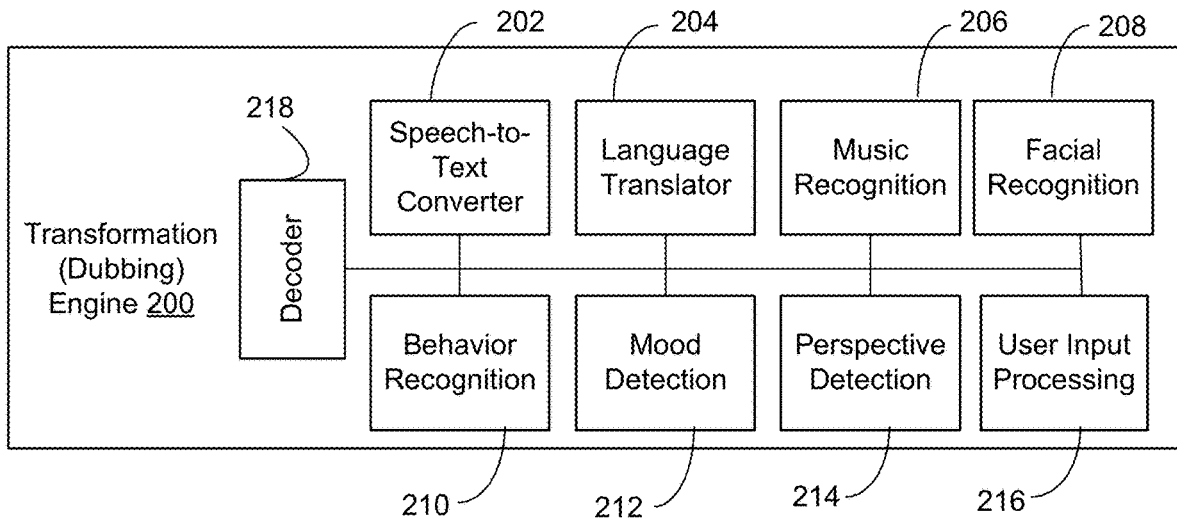 202
204
206
208
218
Speech-to-
Text
Converter
Language
Translator
Music
Recognition
Facial
Recognition
Transformation
(Dubbing)
Engine 200
Decoder
Behavior
Recognition
Mood
Detection
Perspective
Detection
User Input
Processing
210
212
214
216